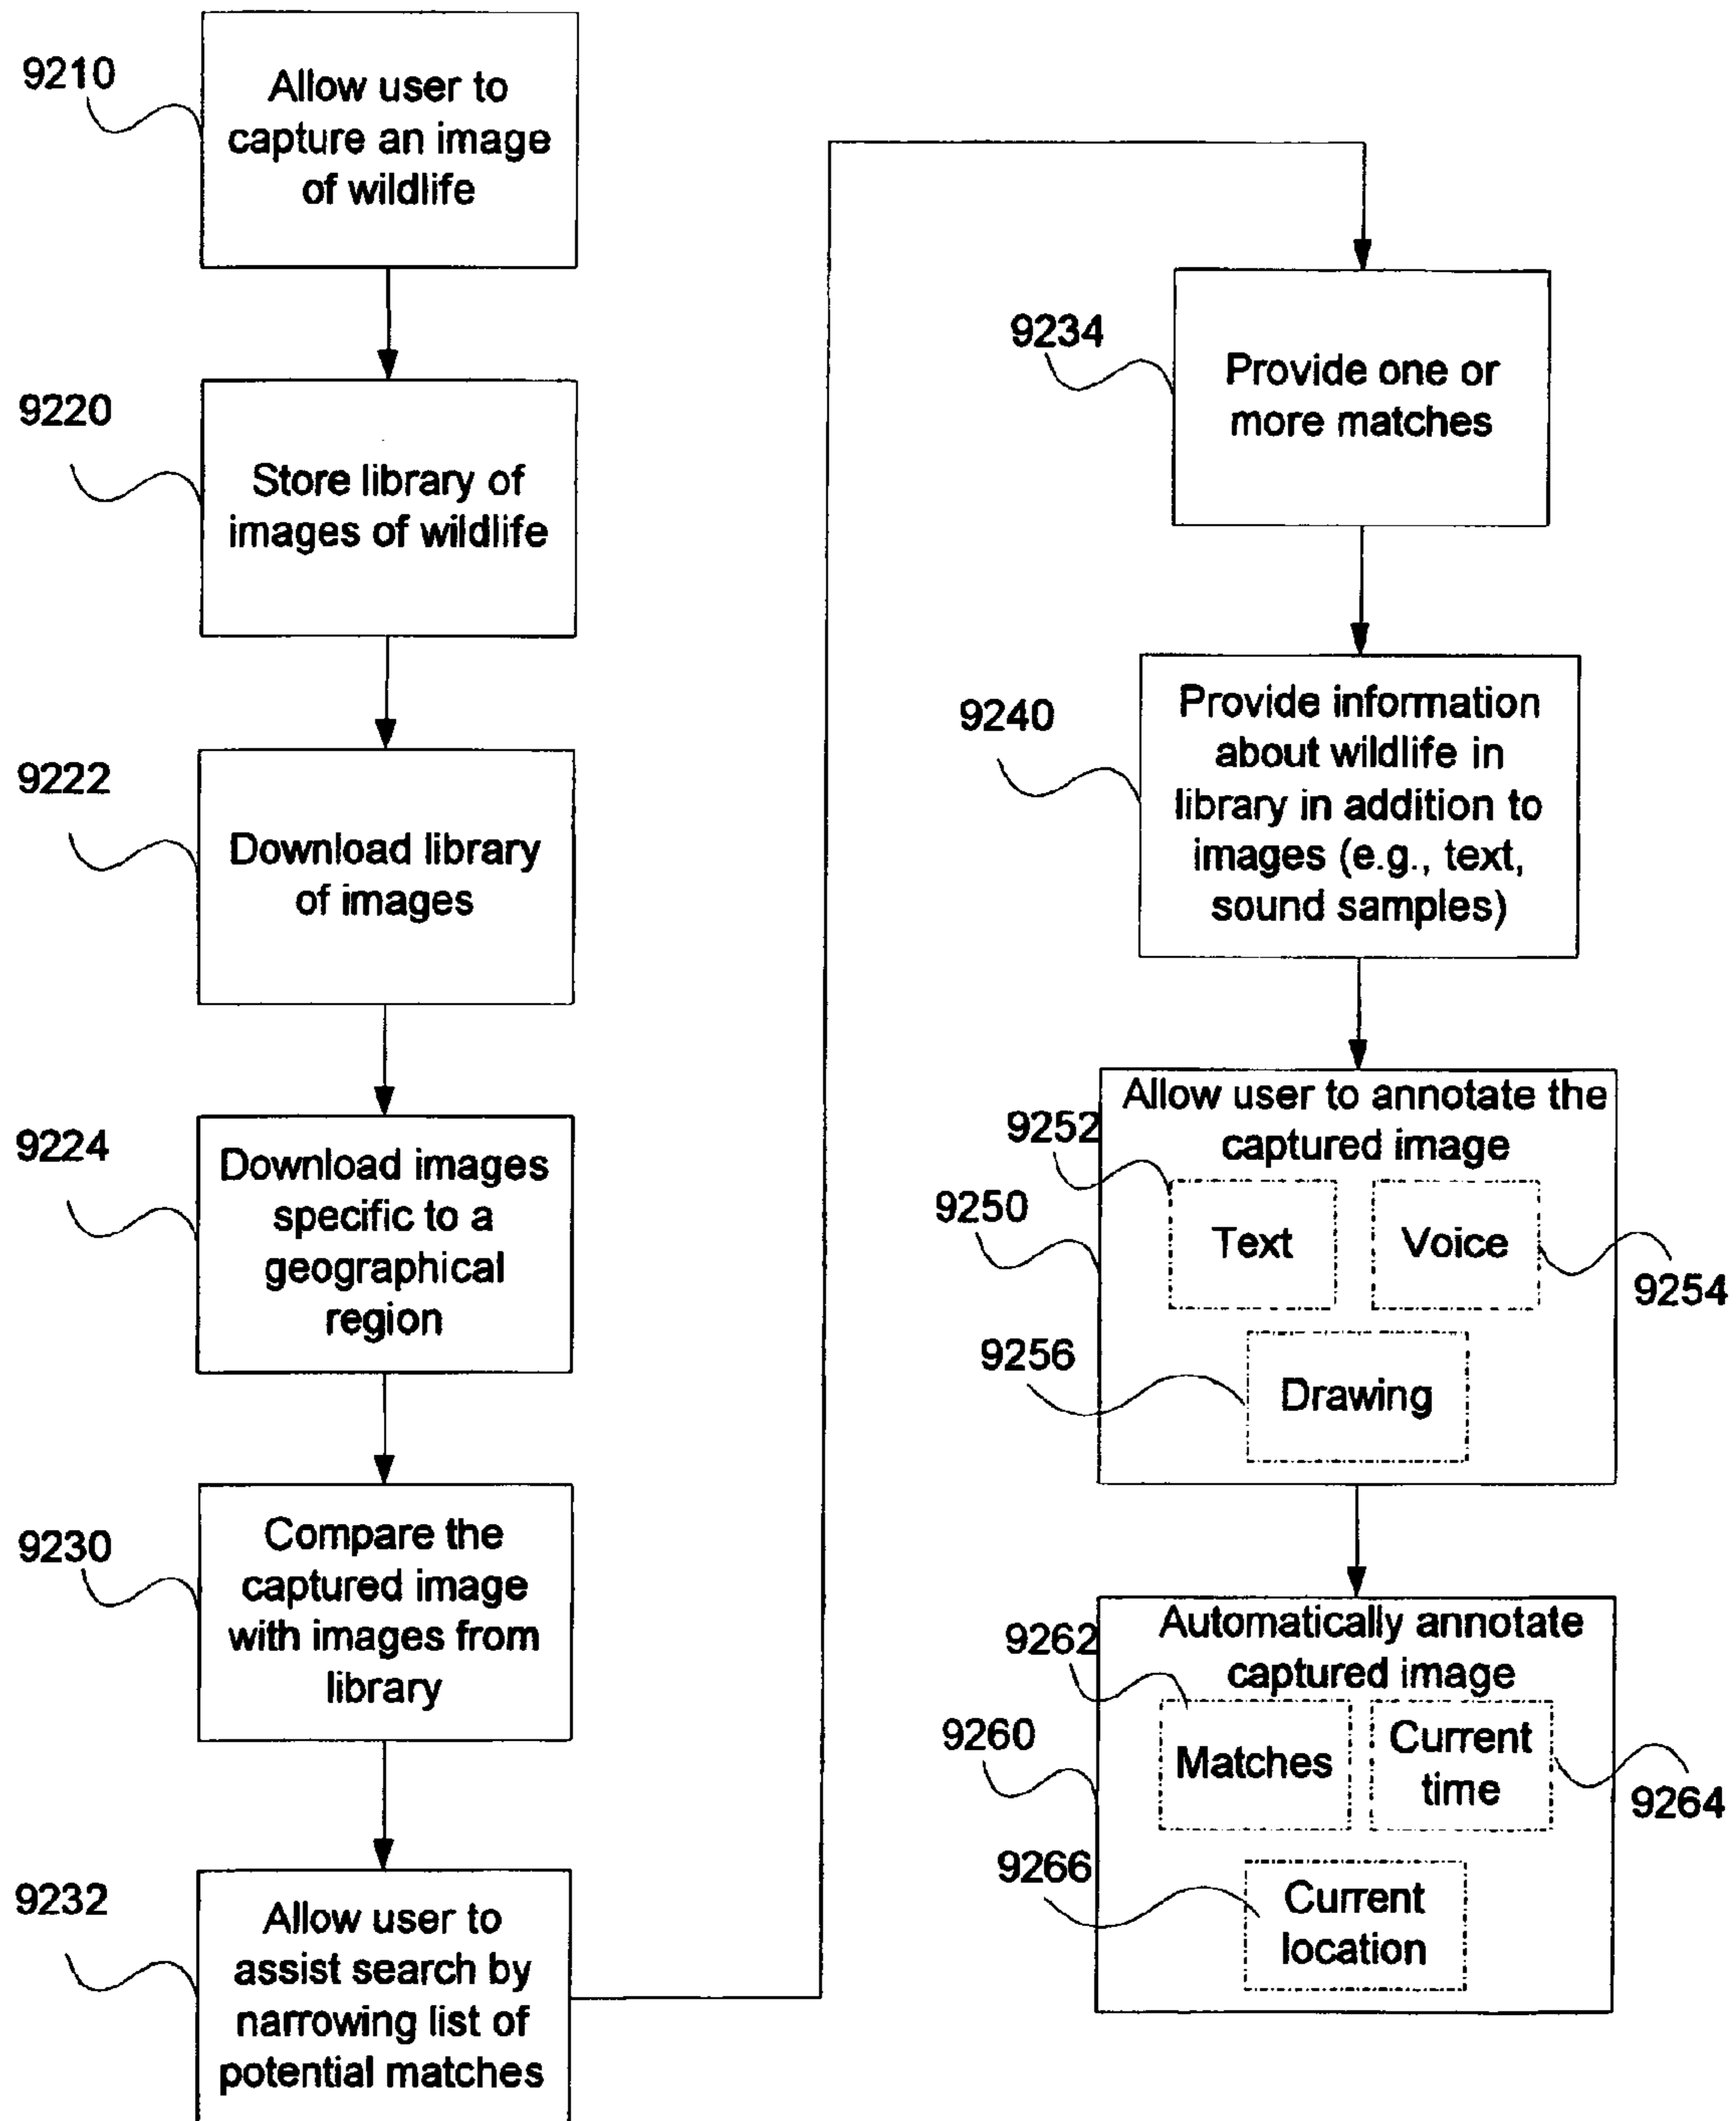 9210
Allow user to
capture an image
of wildlife
9220
Store library of
images of wildlife
9222
Download library
of images
9224
Download images
specific to a
geographical
region
9230
Compare the
captured image
with images from
library
9232
Allow user to
assist search by
narrowing list of
potential matches
9234
Provide one or
more matches
9240
Provide information
about wildlife in
library in addition to
images (e.g., text,
sound samples)
9250
Allow user to annotate the
captured image
9252
Text
Voice
9254
9256
Drawing
9260
Automatically annotate
captured image
9262
Matches
Current
time
9264
9266
Current
location